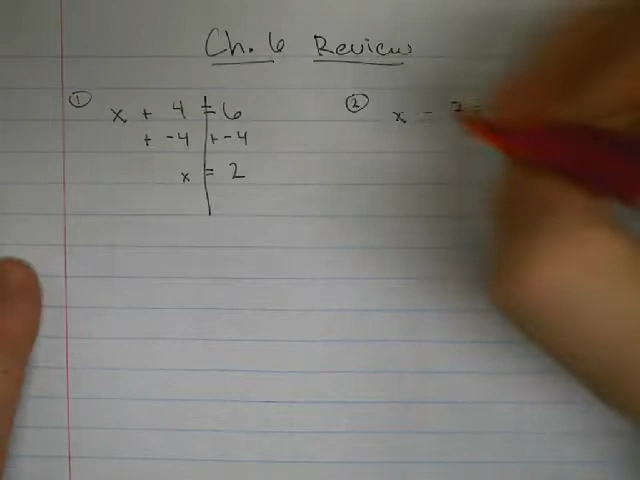 Ch. 6 Review
① x + 4 = 6
+ -4 + -4
x = 2
② x -